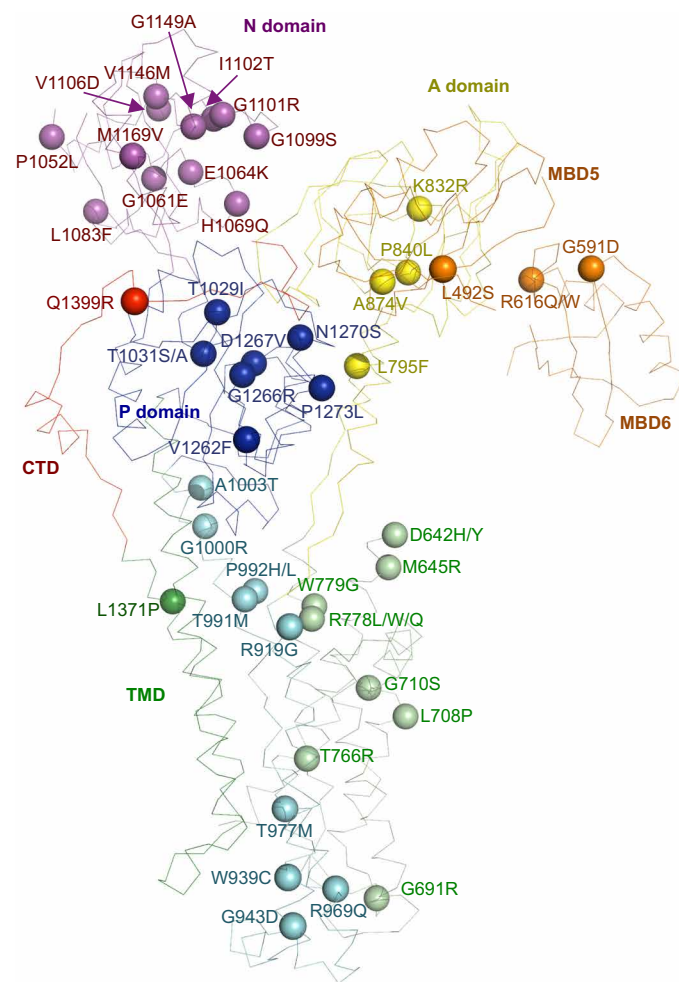 G1149A
N domain
I1102T
V1106D
V1146M
G1101R
M1169V
G1099S
P1052L
E1064K
G1061E
L1083F
H1069Q
A domain
MBD5
K832R
P840L
G591D
L492S
R616Q/W
A874V
T1029I
Q1399R
D1267V
N1270S
T1031S/A
L795F
G1266R
P1273L
P domain
MBD6
V1262F
CTD
A1003T
G1000R
D642H/Y
P992H/L
M645R
W779G
L1371P
T991M
R778L/W/Q
R919G
TMD
G710S
L708P
T766R
T977M
W939C
G691R
R969Q
G943D